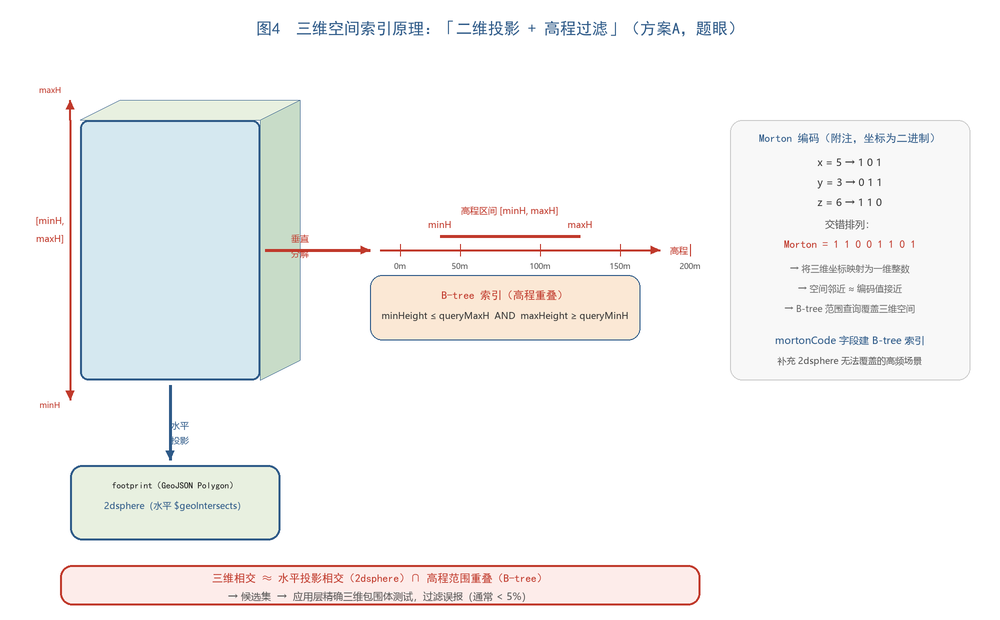 图4 三维空间索引原理：「二维投影 + 高程过滤」（方案A，题眼）
maxH
[minH,
maxH]
minH
垂直
分解
水平
投影
footprint（GeoJSON Polygon）
2dsphere（水平 $geoIntersects）
高程区间 [minH, maxH]
minH
maxH
高程
0m
50m
100m
150m
200m
B-tree 索引（高程重叠）
minHeight ≤ queryMaxH AND maxHeight ≥ queryMinH
Morton 编码（附注，坐标为二进制）
x = 5 → 1 0 1
y = 3 → 0 1 1
z = 6 → 1 1 0
交错排列：
Morton = 1 1 0 0 1 1 0 1
→ 将三维坐标映射为一维整数
→ 空间邻近 ≈ 编码值接近
→ B-tree 范围查询覆盖三维空间
mortonCode 字段建 B-tree 索引
补充 2dsphere 无法覆盖的高频场景
三维相交 ≈ 水平投影相交（2dsphere）∩ 高程范围重叠（B-tree）
→ 候选集 → 应用层精确三维包围体测试，过滤误报（通常 < 5%）